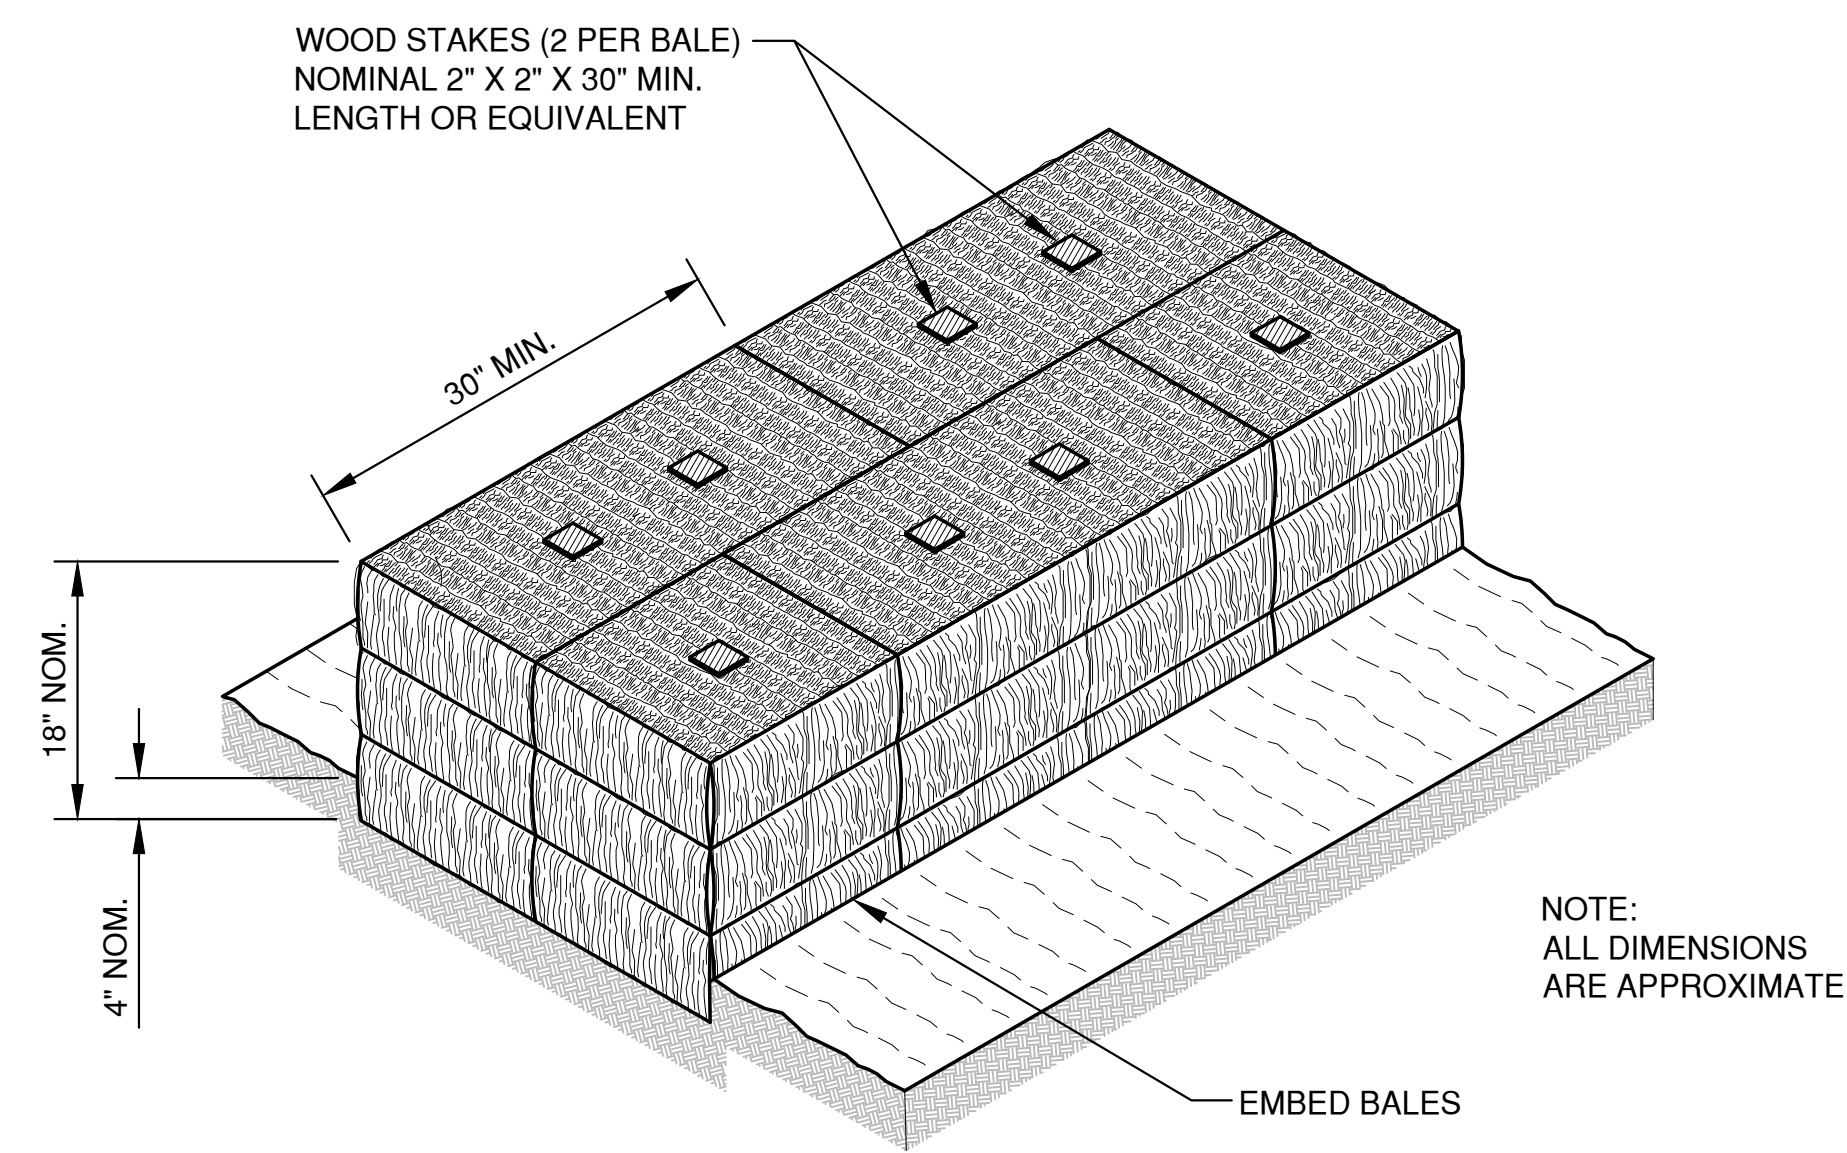 WOOD STAKES (2 PER BALE)
NOMINAL 2" X 2" X 30" MIN.
LENGTH OR EQUIVALENT
30" MIN.
18" NOM.
4" NOM.
NOTE:
ALL DIMENSIONS
ARE APPROXIMATE
EMBED BALES